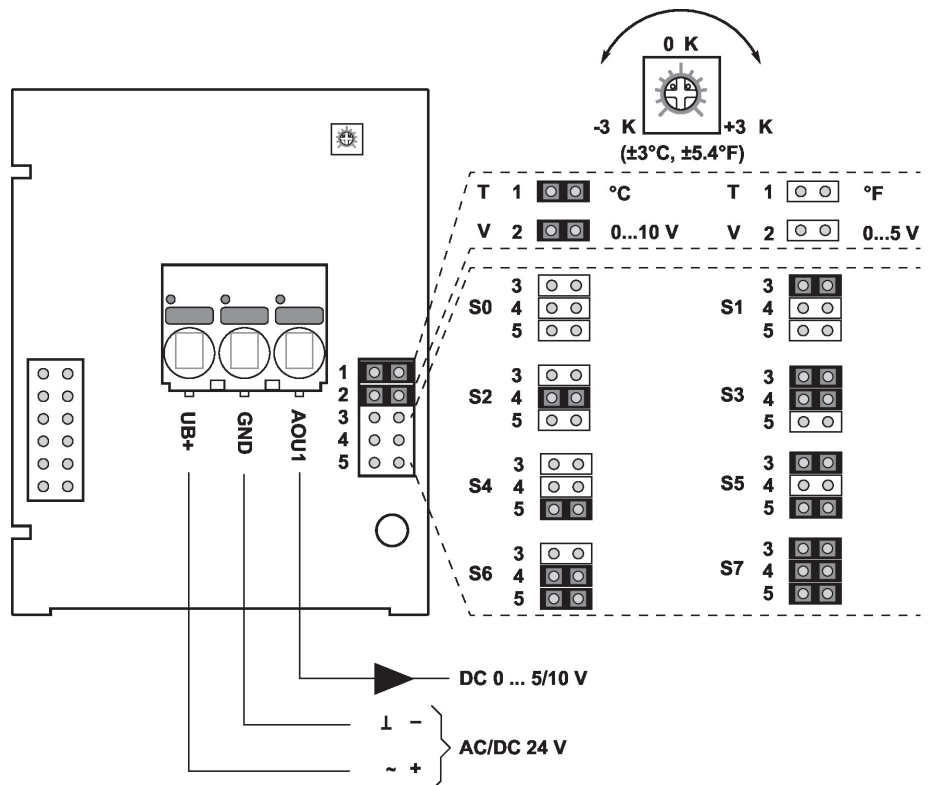 0 K
-3 K +3 K
(±3°C, ±5.4°F)
T 1 °C T 1 °F
V 2 0...10 V V 2 0...5 V
S0 3 4 5
S1 3 4 5
S2 3 4 5
S3 3 4 5
S4 3 4 5
S5 3 4 5
S6 3 4 5
S7 3 4 5
1
2
3
4
5
UB+
GND
AOU1
DC 0 ... 5/10 V
⊥ −
AC/DC 24 V
~ +